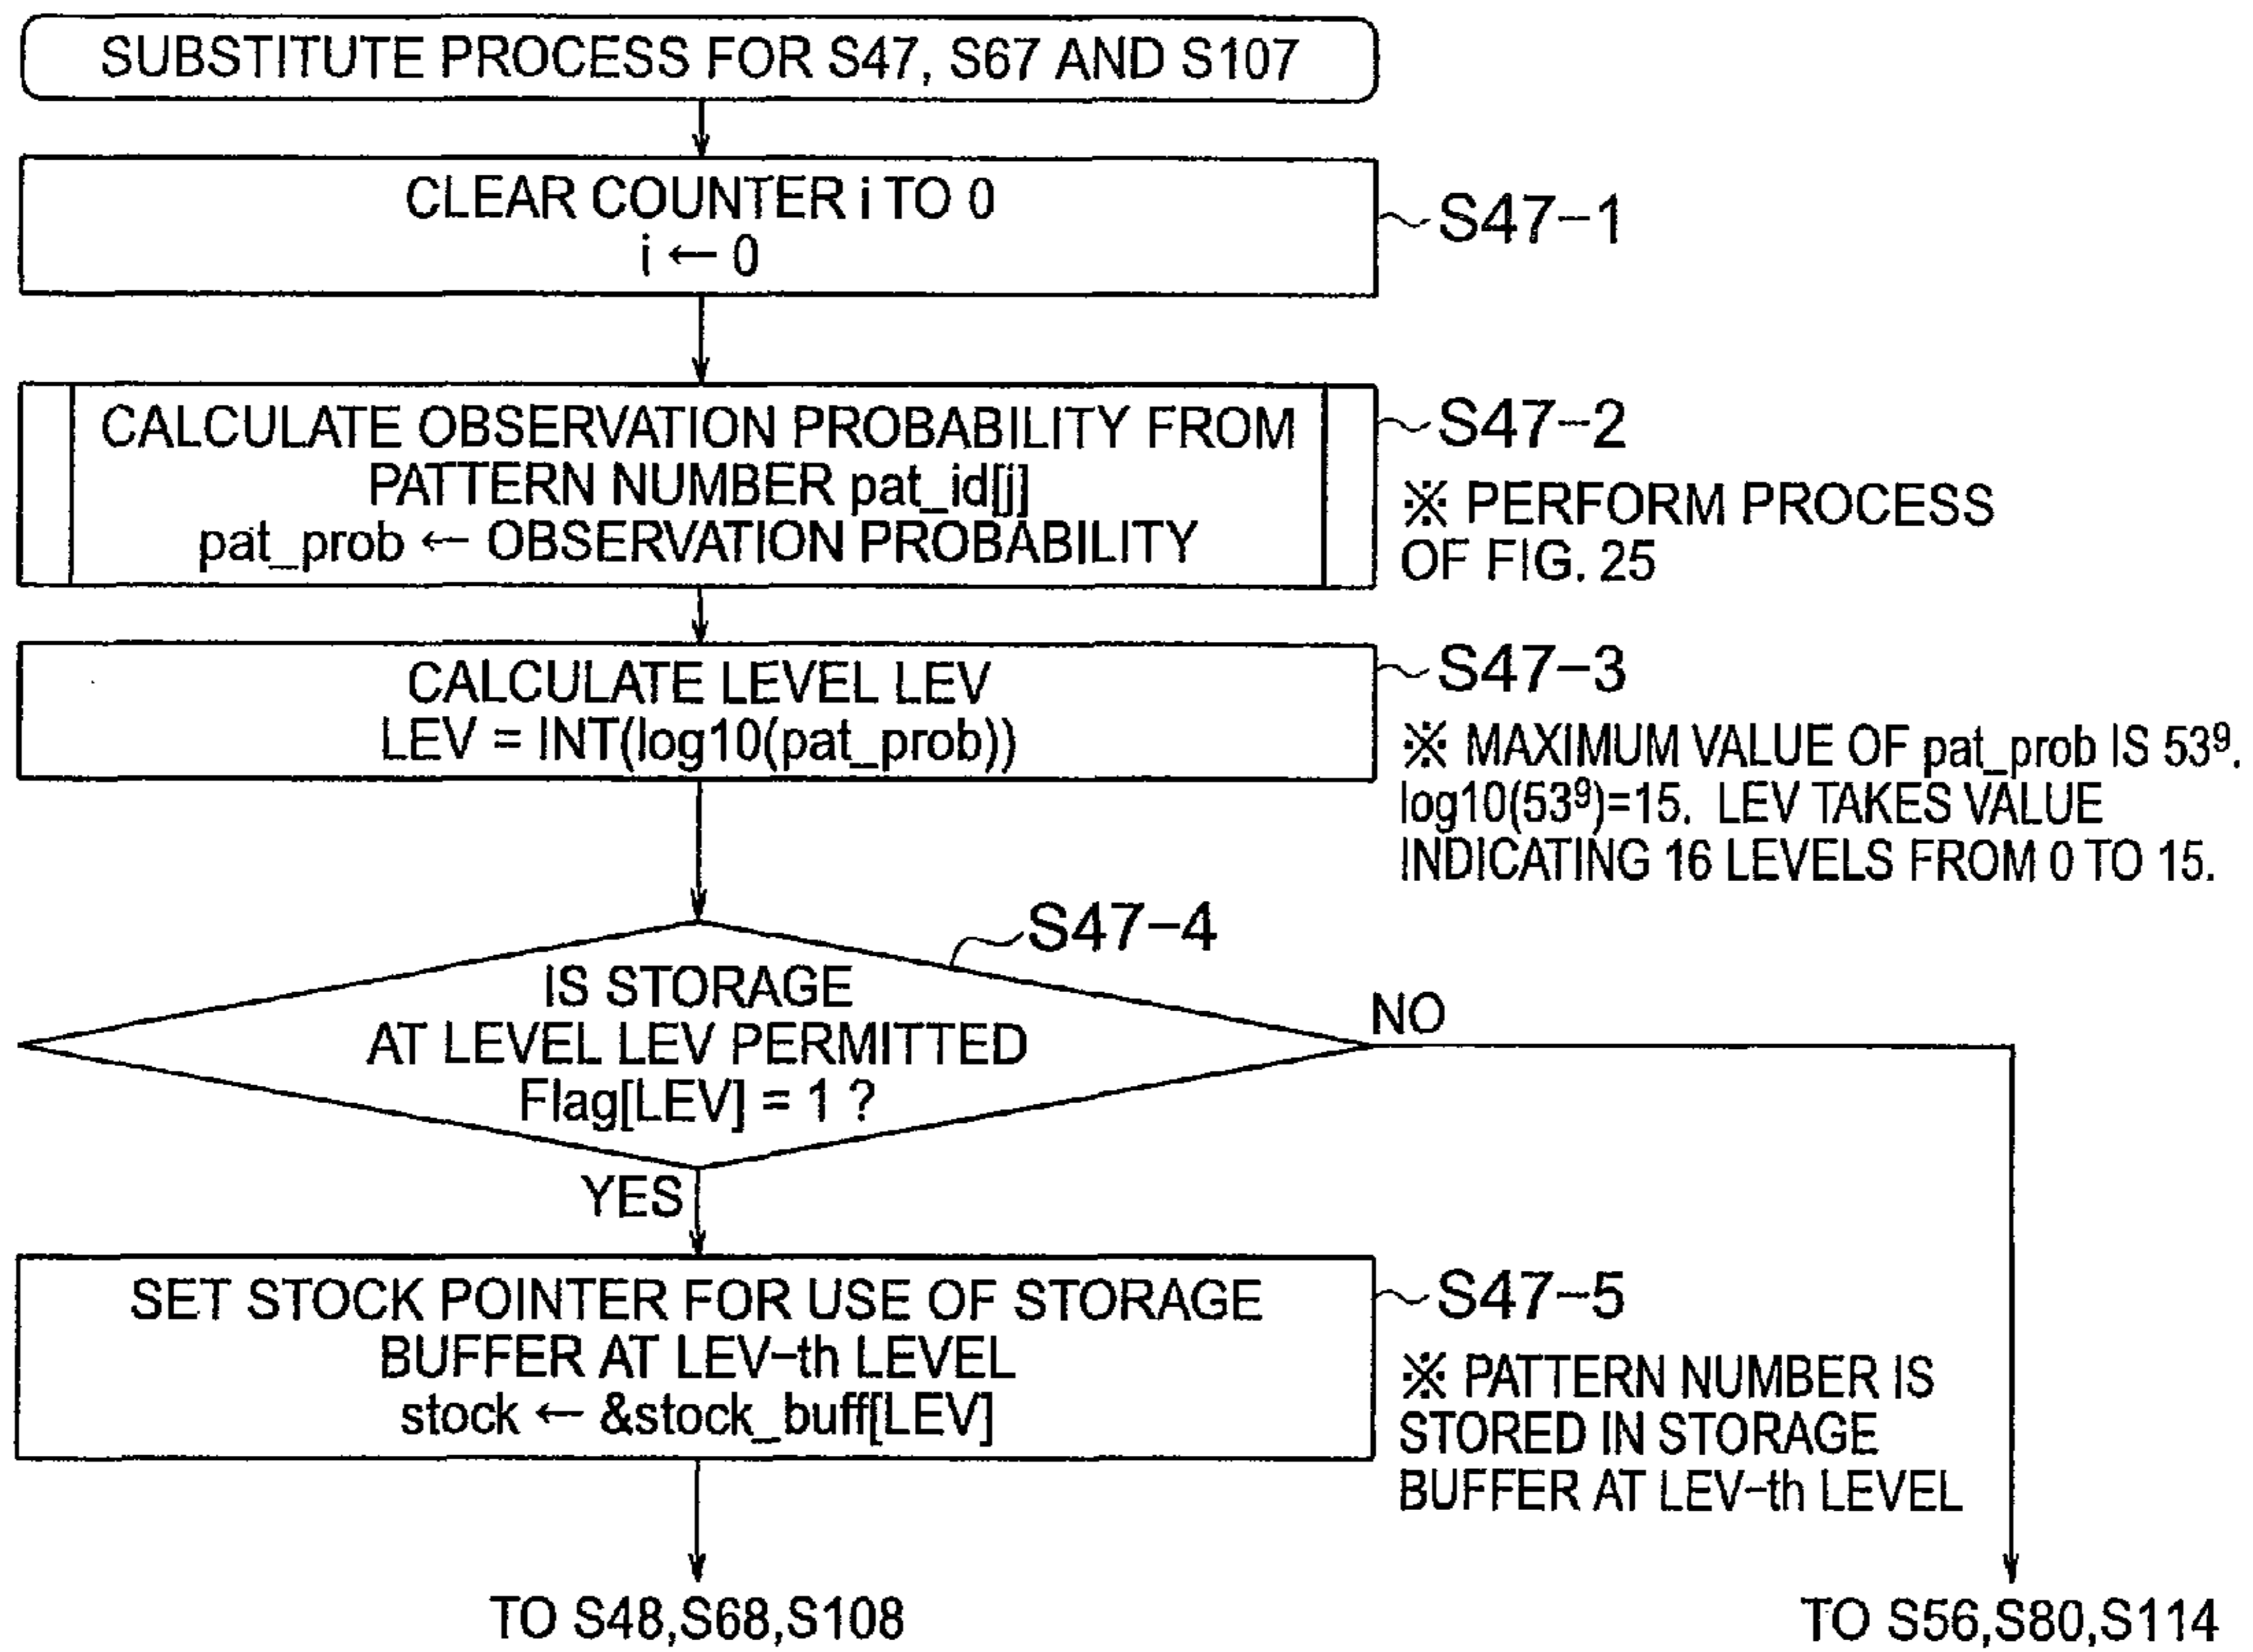 SUBSTITUTE PROCESS FOR S47, S67 AND S107
CLEAR COUNTER i TO 0
i ← 0
S47-1
CALCULATE OBSERVATION PROBABILITY FROM
PATTERN NUMBER pat_id[j]
pat_prob ← OBSERVATION PROBABILITY
S47-2
※ PERFORM PROCESS
OF FIG. 25
CALCULATE LEVEL LEV
LEV = INT(log10(pat_prob))
S47-3
※ MAXIMUM VALUE OF pat_prob IS 53⁹.
log10(53⁹)=15. LEV TAKES VALUE
INDICATING 16 LEVELS FROM 0 TO 15.
S47-4
IS STORAGE
AT LEVEL LEV PERMITTED
Flag[LEV] = 1 ?
NO
YES
SET STOCK POINTER FOR USE OF STORAGE
BUFFER AT LEV-th LEVEL
stock ← &stock_buff[LEV]
S47-5
※ PATTERN NUMBER IS
STORED IN STORAGE
BUFFER AT LEV-th LEVEL
TO S48,S68,S108
TO S56,S80,S114